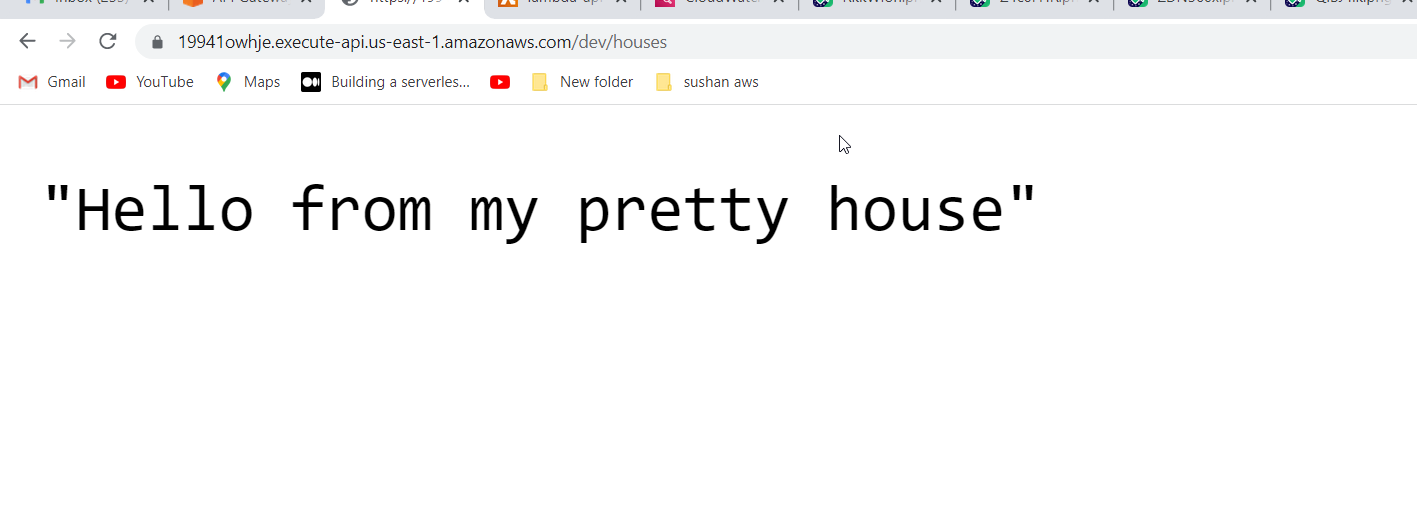 19941owhje.execute-api.us-east-1.amazonaws.com/dev/houses
Gmail YouTube Maps Building a serverles... New folder sushan aws
"Hello from my pretty house"